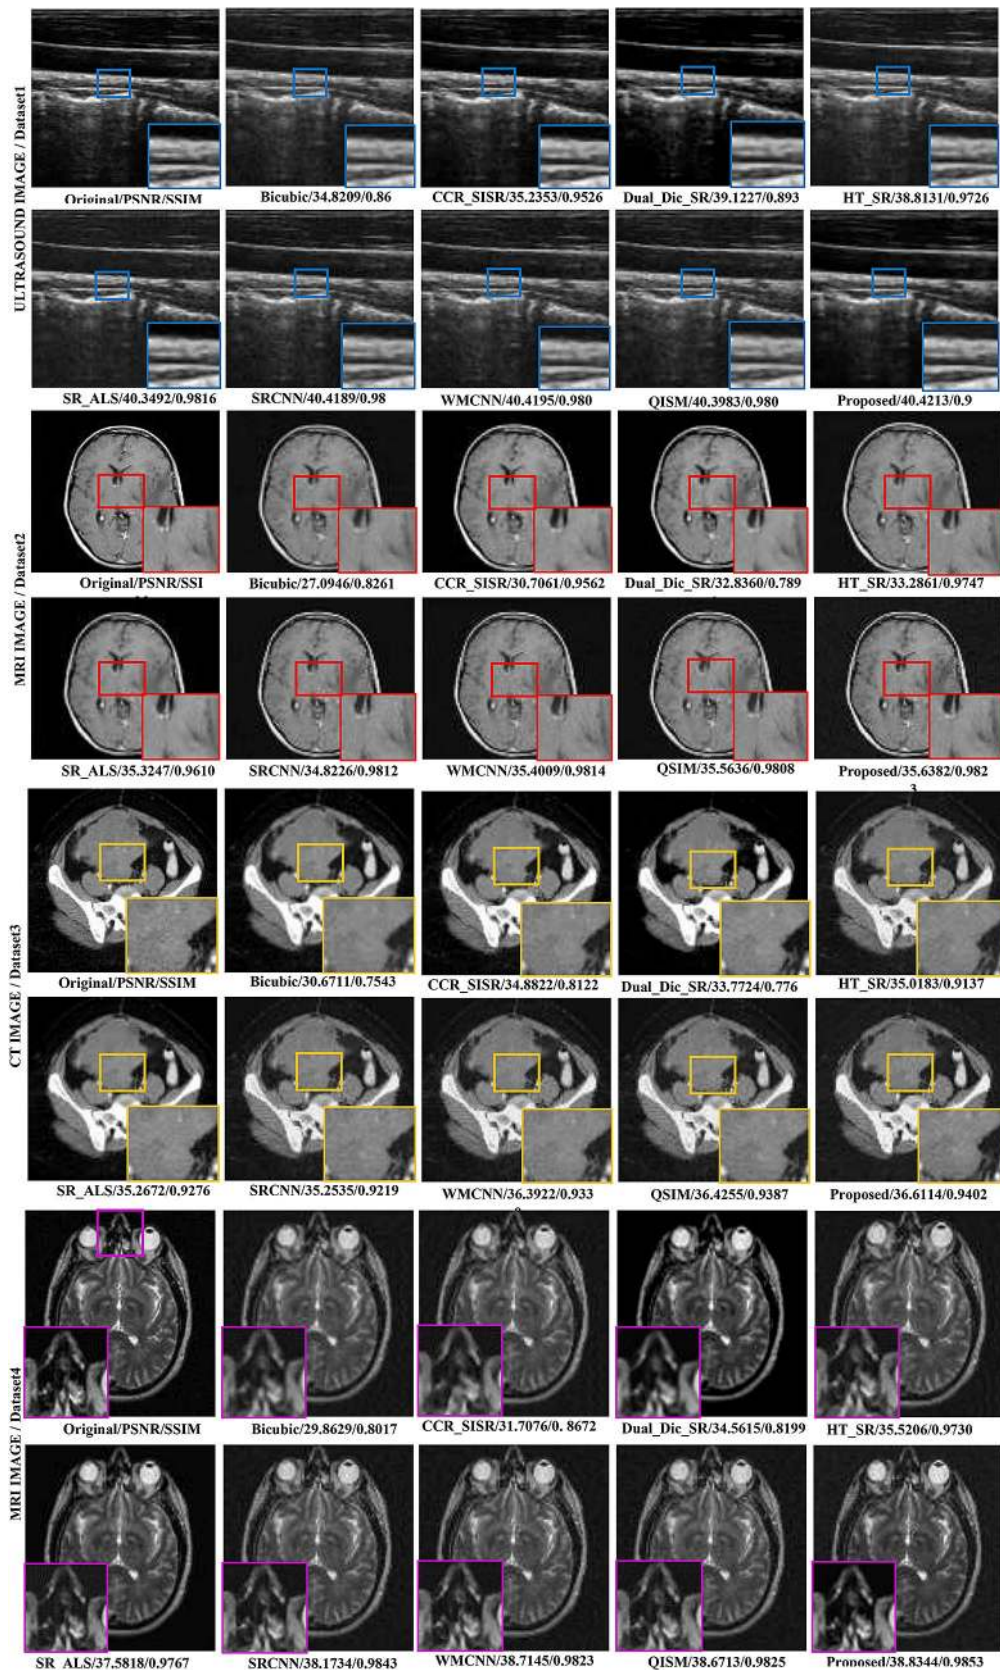 ULTRASOUND IMAGE / Dataset1
Original/PSNR/SSIM
Bicubic/34.8209/0.86
CCR_SISR/35.2353/0.9526
Dual_Dic_SR/39.1227/0.893
HT_SR/38.8131/0.9726
SR_ALS/40.3492/0.9816
SRCNN/40.4189/0.98
WMCNN/40.4195/0.980
QISM/40.3983/0.980
Proposed/40.4213/0.9
MRI IMAGE / Dataset2
Original/PSNR/SSI
Bicubic/27.0946/0.8261
CCR_SISR/30.7061/0.9562
Dual_Dic_SR/32.8360/0.789
HT_SR/33.2861/0.9747
SR_ALS/35.3247/0.9610
SRCNN/34.8226/0.9812
WMCNN/35.4009/0.9814
QSIM/35.5636/0.9808
Proposed/35.6382/0.982
3
CT IMAGE / Dataset3
Original/PSNR/SSIM
Bicubic/30.6711/0.7543
CCR_SISR/34.8822/0.8122
Dual_Dic_SR/33.7724/0.776
HT_SR/35.0183/0.9137
SR_ALS/35.2672/0.9276
SRCNN/35.2535/0.9219
WMCNN/36.3922/0.933
QSIM/36.4255/0.9387
Proposed/36.6114/0.9402
MRI IMAGE / Dataset4
Original/PSNR/SSIM
Bicubic/29.8629/0.8017
CCR_SISR/31.7076/0. 8672
Dual_Dic_SR/34.5615/0.8199
HT_SR/35.5206/0.9730
SR_ALS/37.5818/0.9767
SRCNN/38.1734/0.9843
WMCNN/38.7145/0.9823
QISM/38.6713/0.9825
Proposed/38.8344/0.9853